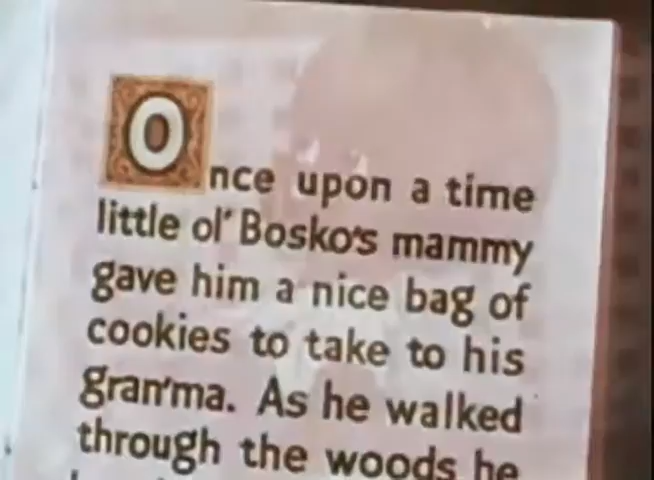 Once upon a time
little ol' Bosko's mammy
gave him a nice bag of
cookies to take to his
gran'ma. As he walked
through the woods he